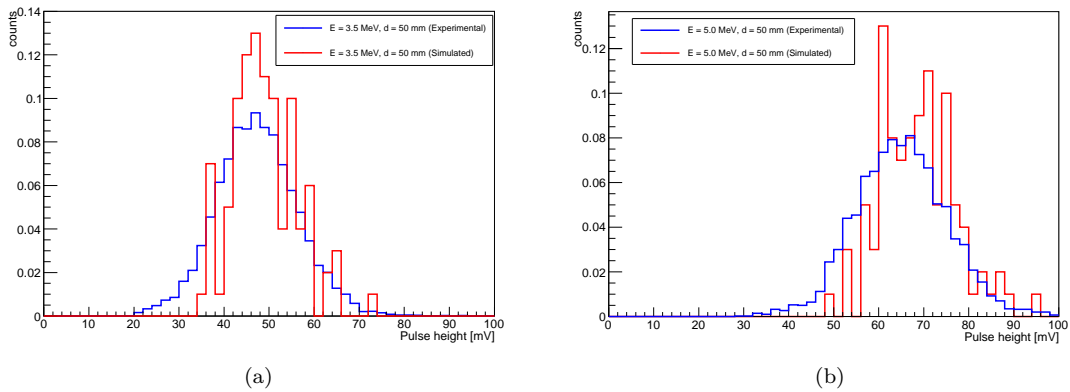 counts
0.14
0.12
0.1
0.08
0.06
0.04
0.02
0
E = 3.5 MeV, d = 50 mm (Experimental)
E = 3.5 MeV, d = 50 mm (Simulated)
0 10 20 30 40 50 60 70 80 90 100
Pulse height [mV]
(a)
counts
0.12
0.1
0.08
0.06
0.04
0.02
0
E = 5.0 MeV, d = 50 mm (Experimental)
E = 5.0 MeV, d = 50 mm (Simulated)
0 10 20 30 40 50 60 70 80 90 100
Pulse height [mV]
(b)